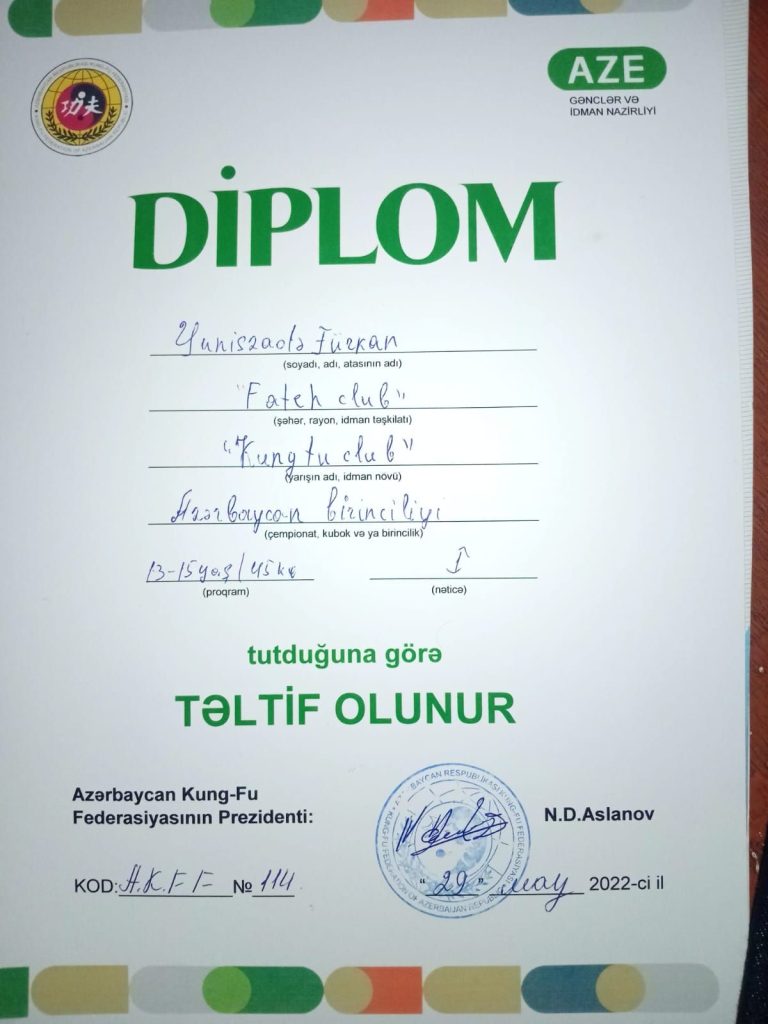 功夫
AZE
GƏNCLƏR VƏ
İDMAN NAZİRLİYİ
DİPLOM
Yuniszadə Fürkan
(soyadı, adı, atasının adı)
"Fateh club"
(şəhər, rayon, idman təşkilatı)
"Kung fu club"
(yarışın adı, idman növü)
Azərbaycan birinciliyi
(çempionat, kubok və ya birincilik)
13-15 yaş / 45 kq
I
(proqram)
(nəticə)
tutduğuna görə
TƏLTİF OLUNUR
Azərbaycan Kung-Fu
Federasiyasının Prezidenti:
N.D.Aslanov
KOD: A.K.F.F № 114
"29" may 2022-ci il